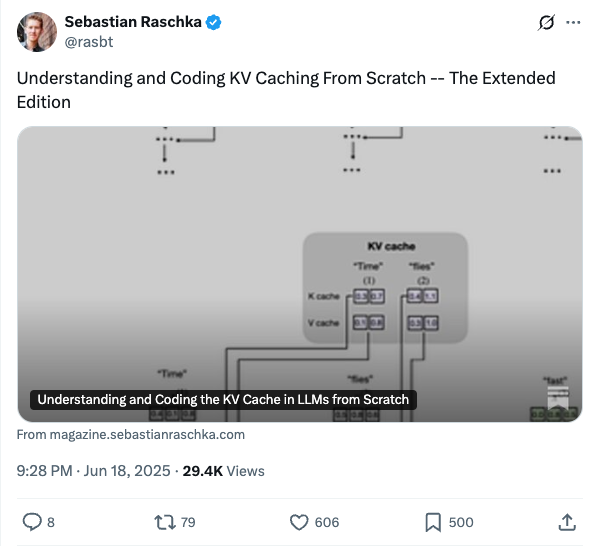 Sebastian Raschka
@rasbt
Understanding and Coding KV Caching From Scratch -- The Extended
Edition
KV cache
"Time" "flies"
(1) (2)
K cache 0.3 0.7 0.4 1.1
V cache 0.1 0.8 0.3 1.0
"Time" "flies" "fast"
Understanding and Coding the KV Cache in LLMs from Scratch
From magazine.sebastianraschka.com
9:28 PM · Jun 18, 2025 · 29.4K Views
8 79 606 500